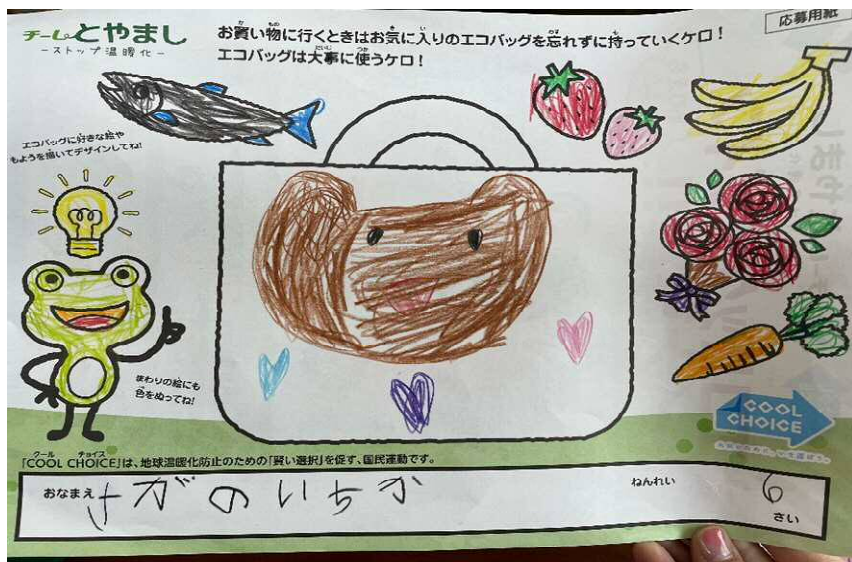 チームとやまし
-ストップ温暖化-
応募用紙
お買い物に行くときはお気に入りのエコバッグを忘れずに持っていくケロ！
エコバッグは大事に使うケロ！
エコバッグに好きな絵や
もようを描いてデザインしてね！
まわりの絵にも
色をぬってね！
COOL
CHOICE
「COOL CHOICE」は、地球温暖化防止のための「賢い選択」を促す、国民運動です。
おなまえ さがのいちか ねんれい 6 さい